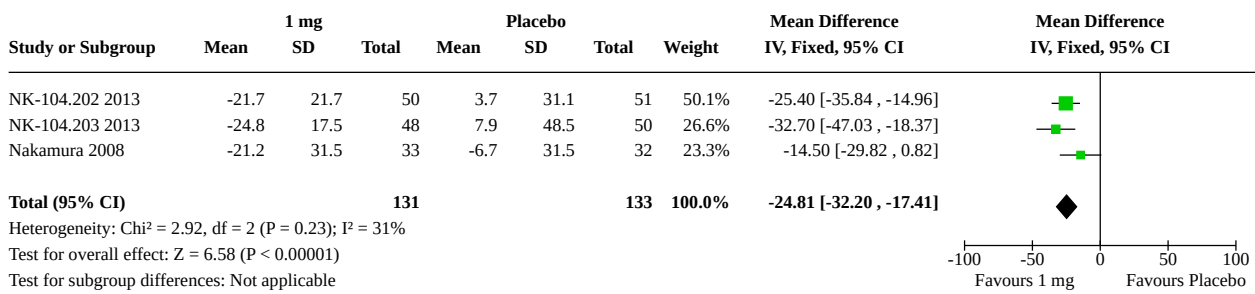 1 mg Placebo Mean Difference Mean Difference
Study or Subgroup Mean SD Total Mean SD Total Weight IV, Fixed, 95% CI IV, Fixed, 95% CI
NK-104.202 2013 -21.7 21.7 50 3.7 31.1 51 50.1% -25.40 [-35.84 , -14.96]
NK-104.203 2013 -24.8 17.5 48 7.9 48.5 50 26.6% -32.70 [-47.03 , -18.37]
Nakamura 2008 -21.2 31.5 33 -6.7 31.5 32 23.3% -14.50 [-29.82 , 0.82]
Total (95% CI) 131 133 100.0% -24.81 [-32.20 , -17.41]
Heterogeneity: Chi² = 2.92, df = 2 (P = 0.23); I² = 31%
Test for overall effect: Z = 6.58 (P < 0.00001)
-100 -50 0 50 100
Test for subgroup differences: Not applicable Favours 1 mg Favours Placebo